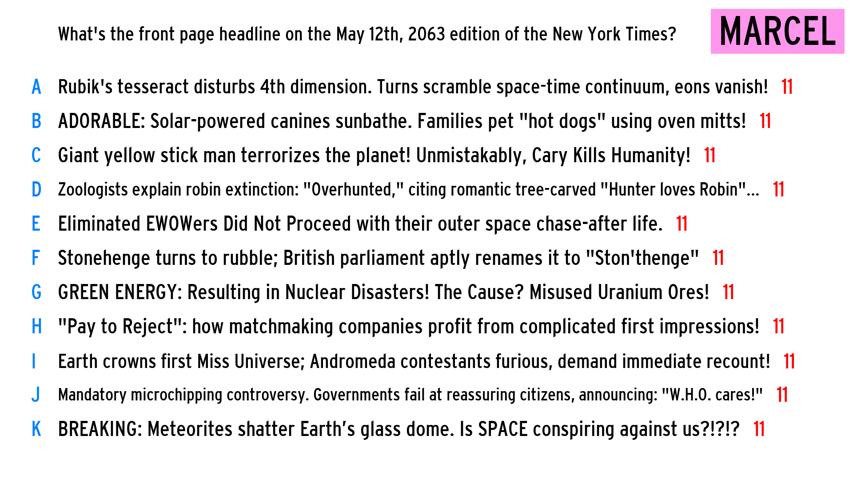 What's the front page headline on the May 12th, 2063 edition of the New York Times? MARCEL
A Rubik's tesseract disturbs 4th dimension. Turns scramble space-time continuum, eons vanish! 11
B ADORABLE: Solar-powered canines sunbathe. Families pet "hot dogs" using oven mitts! 11
C Giant yellow stick man terrorizes the planet! Unmistakably, Cary Kills Humanity! 11
D Zoologists explain robin extinction: "Overhunted," citing romantic tree-carved "Hunter loves Robin"... 11
E Eliminated EWOWers Did Not Proceed with their outer space chase-after life. 11
F Stonehenge turns to rubble; British parliament aptly renames it to "Ston'thenge" 11
G GREEN ENERGY: Resulting in Nuclear Disasters! The Cause? Misused Uranium Ores! 11
H "Pay to Reject": how matchmaking companies profit from complicated first impressions! 11
I Earth crowns first Miss Universe; Andromeda contestants furious, demand immediate recount! 11
J Mandatory microchipping controversy. Governments fail at reassuring citizens, announcing: "W.H.O. cares!" 11
K BREAKING: Meteorites shatter Earth’s glass dome. Is SPACE conspiring against us?!?!? 11